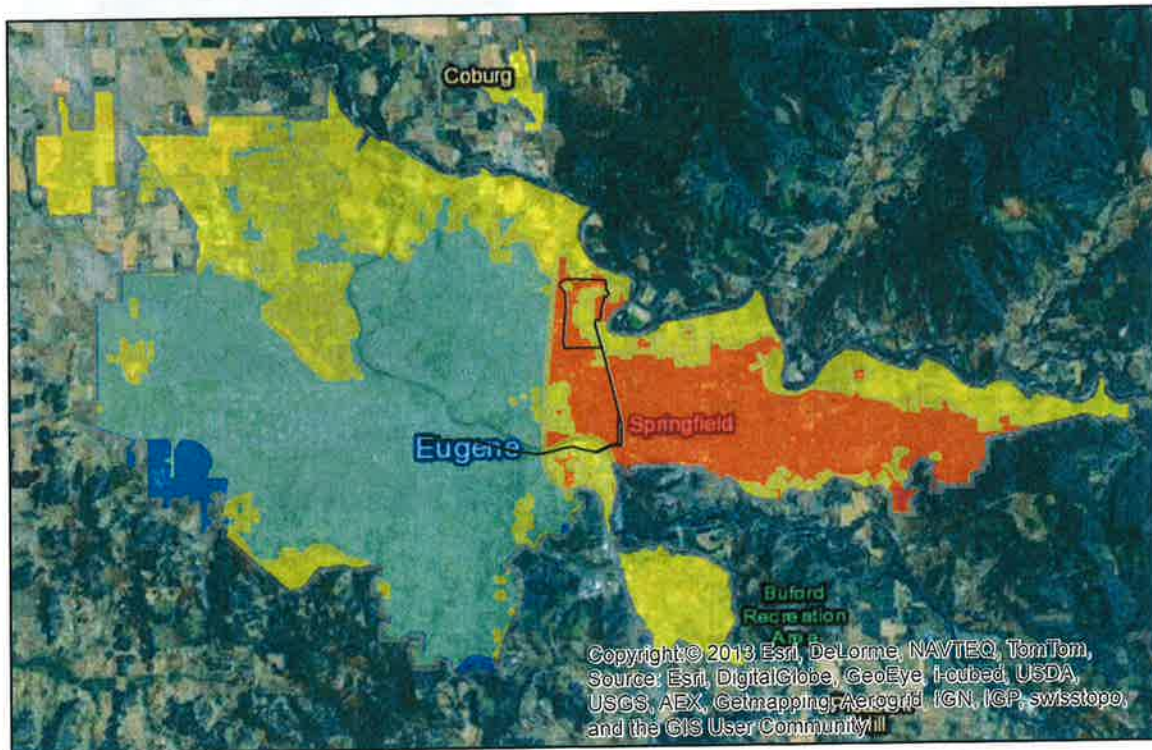 Coburg
Springfield
Eugene
Buford
Recreation
Area
Copyright:© 2013 Esri, DeLorme, NAVTEQ, TomTom,
Source: Esri, DigitalGlobe, GeoEye, i-cubed, USDA,
USGS, AEX, Getmapping, Aerogrid, IGN, IGP, swisstopo,
and the GIS User Community